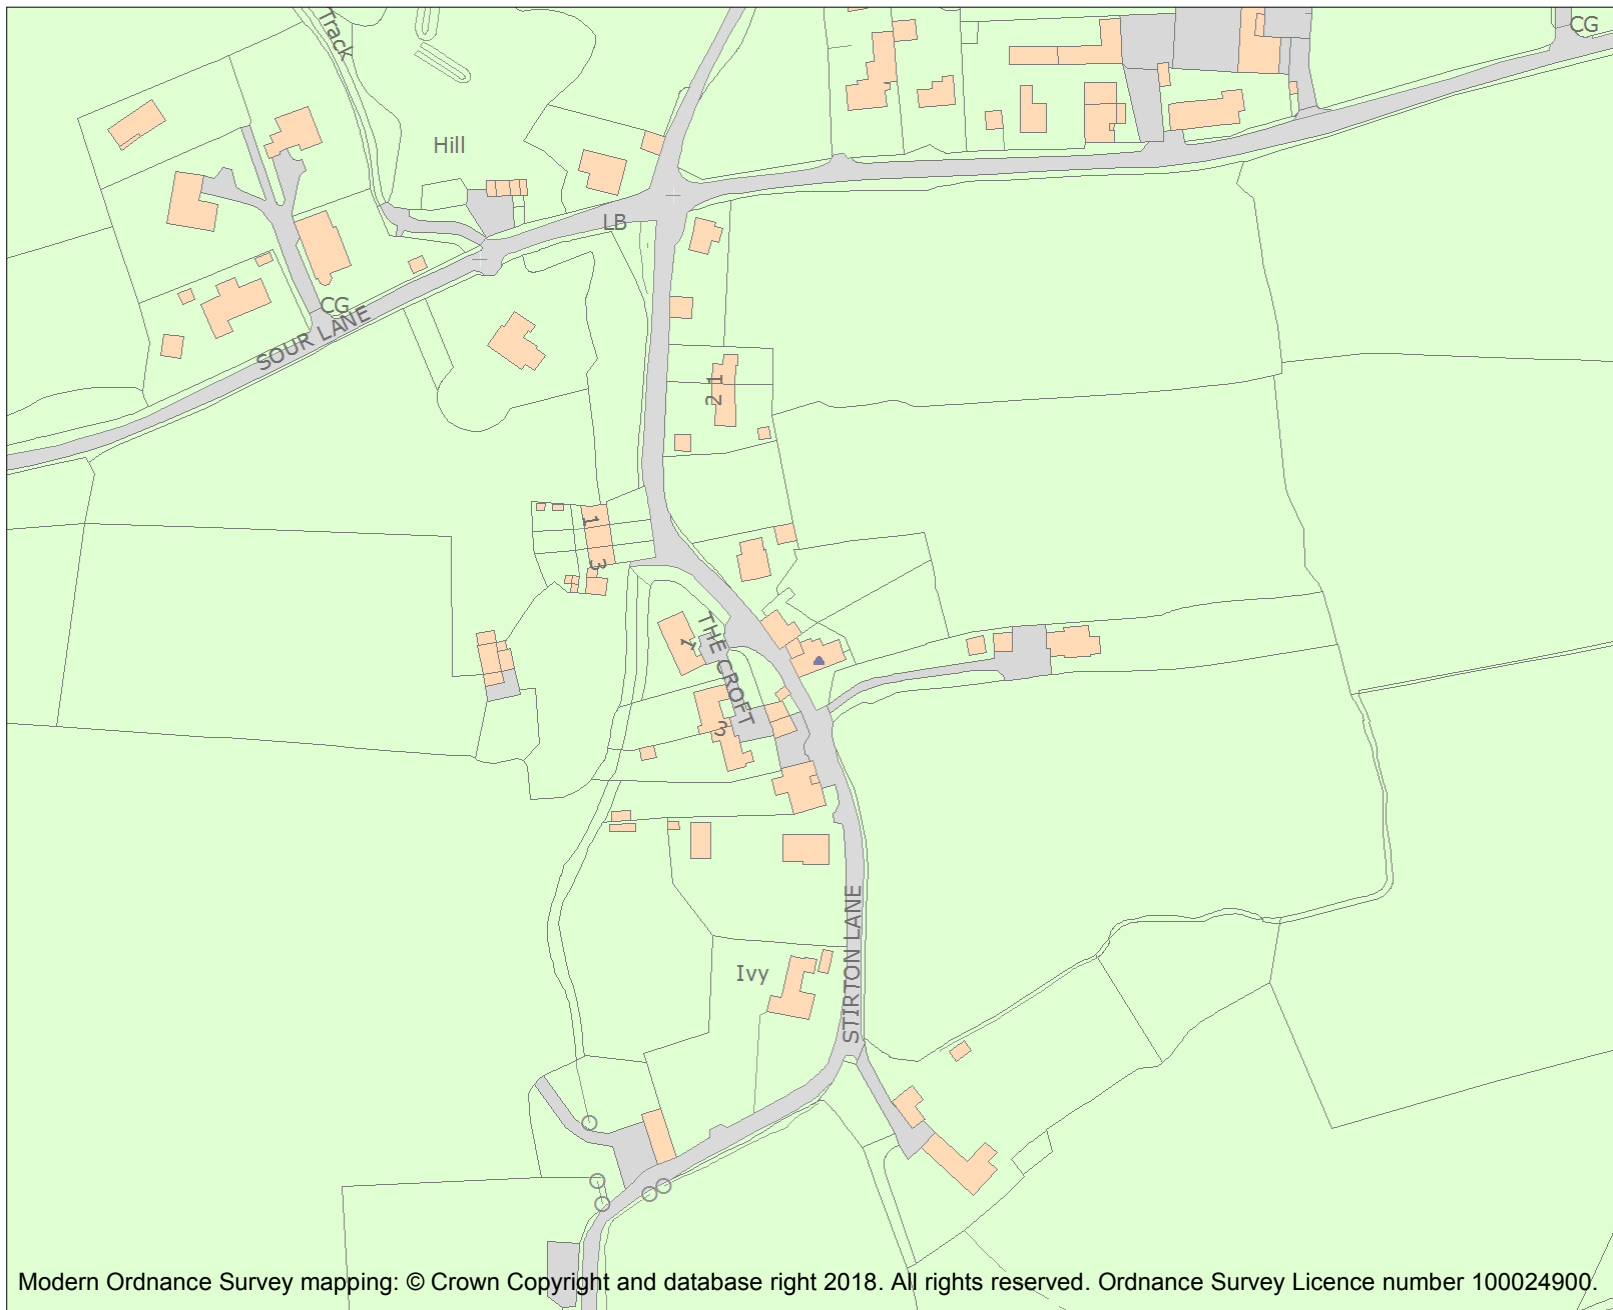 Track
CG
Hill
LB
CG
SOUR LANE
1
2
1
3
THE CROFT
1
3
STIRTON LANE
Ivy
Modern Ordnance Survey mapping: © Crown Copyright and database right 2018. All rights reserved. Ordnance Survey Licence number 100024900.